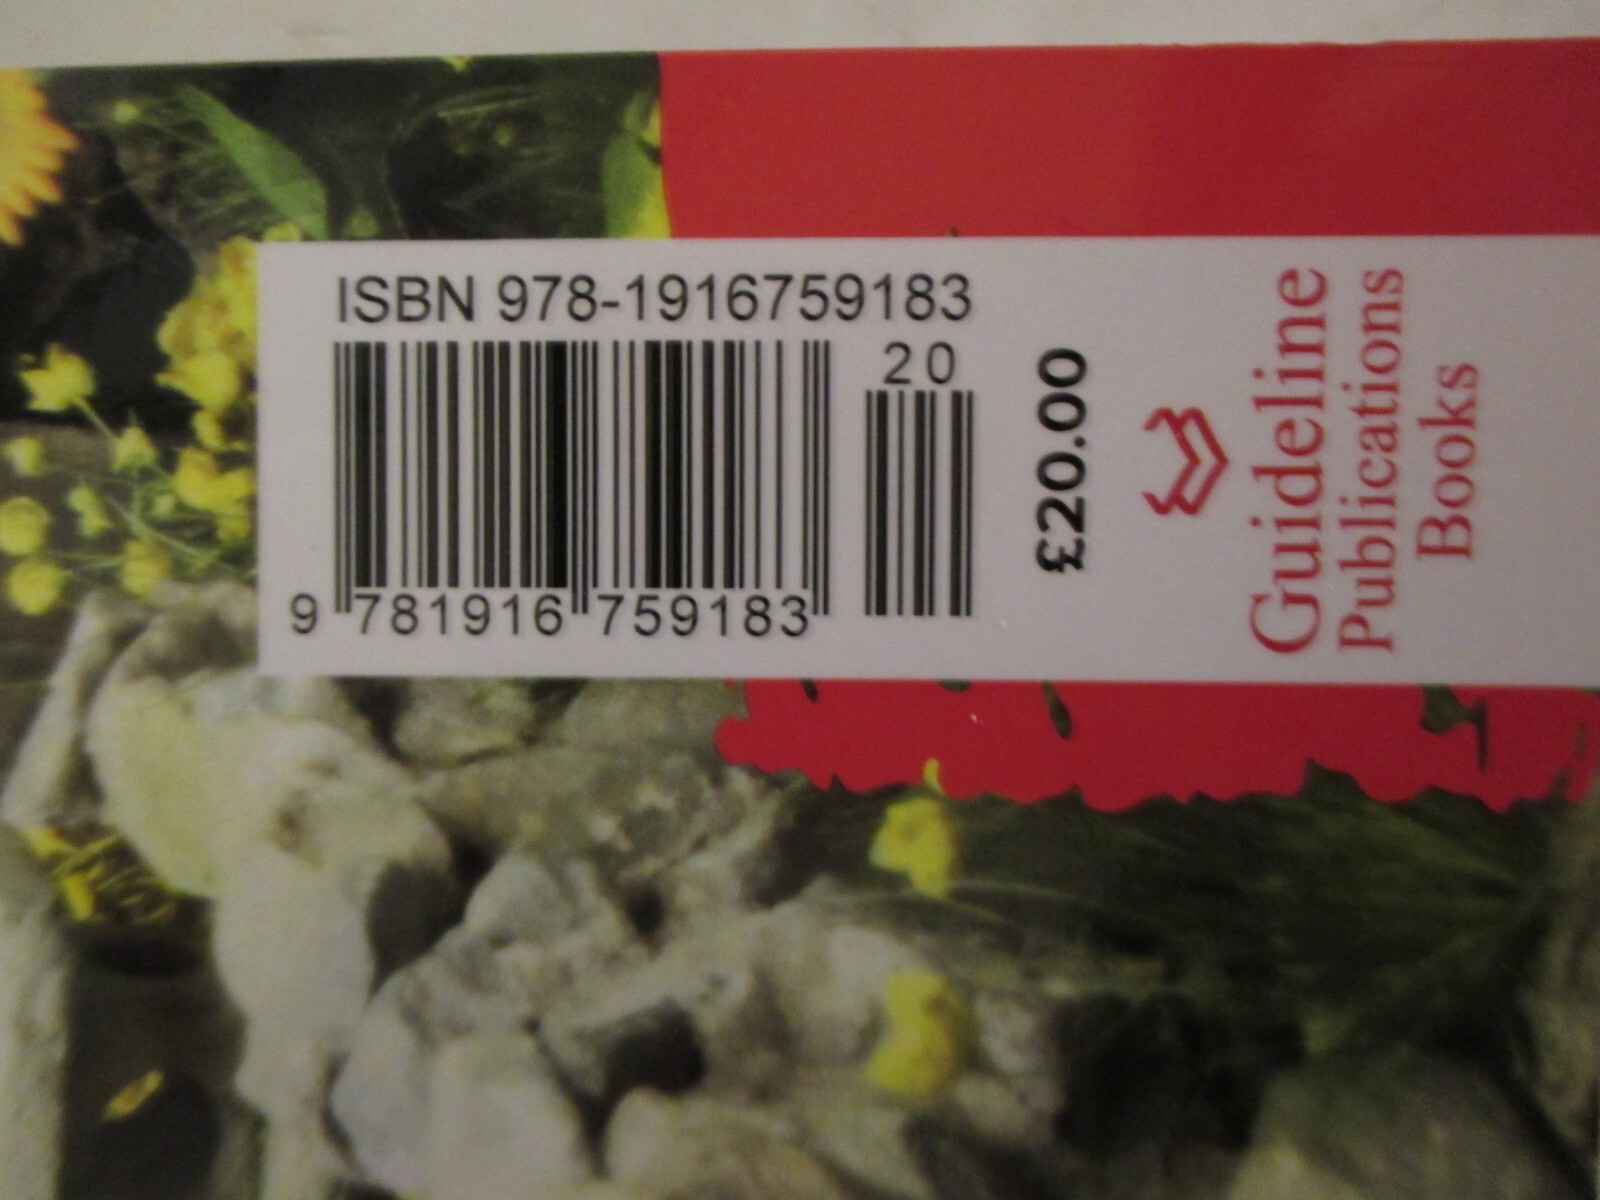 ISBN 978-1916759183
20
9 781916 759183
£20.00
Guideline
Publications
Books